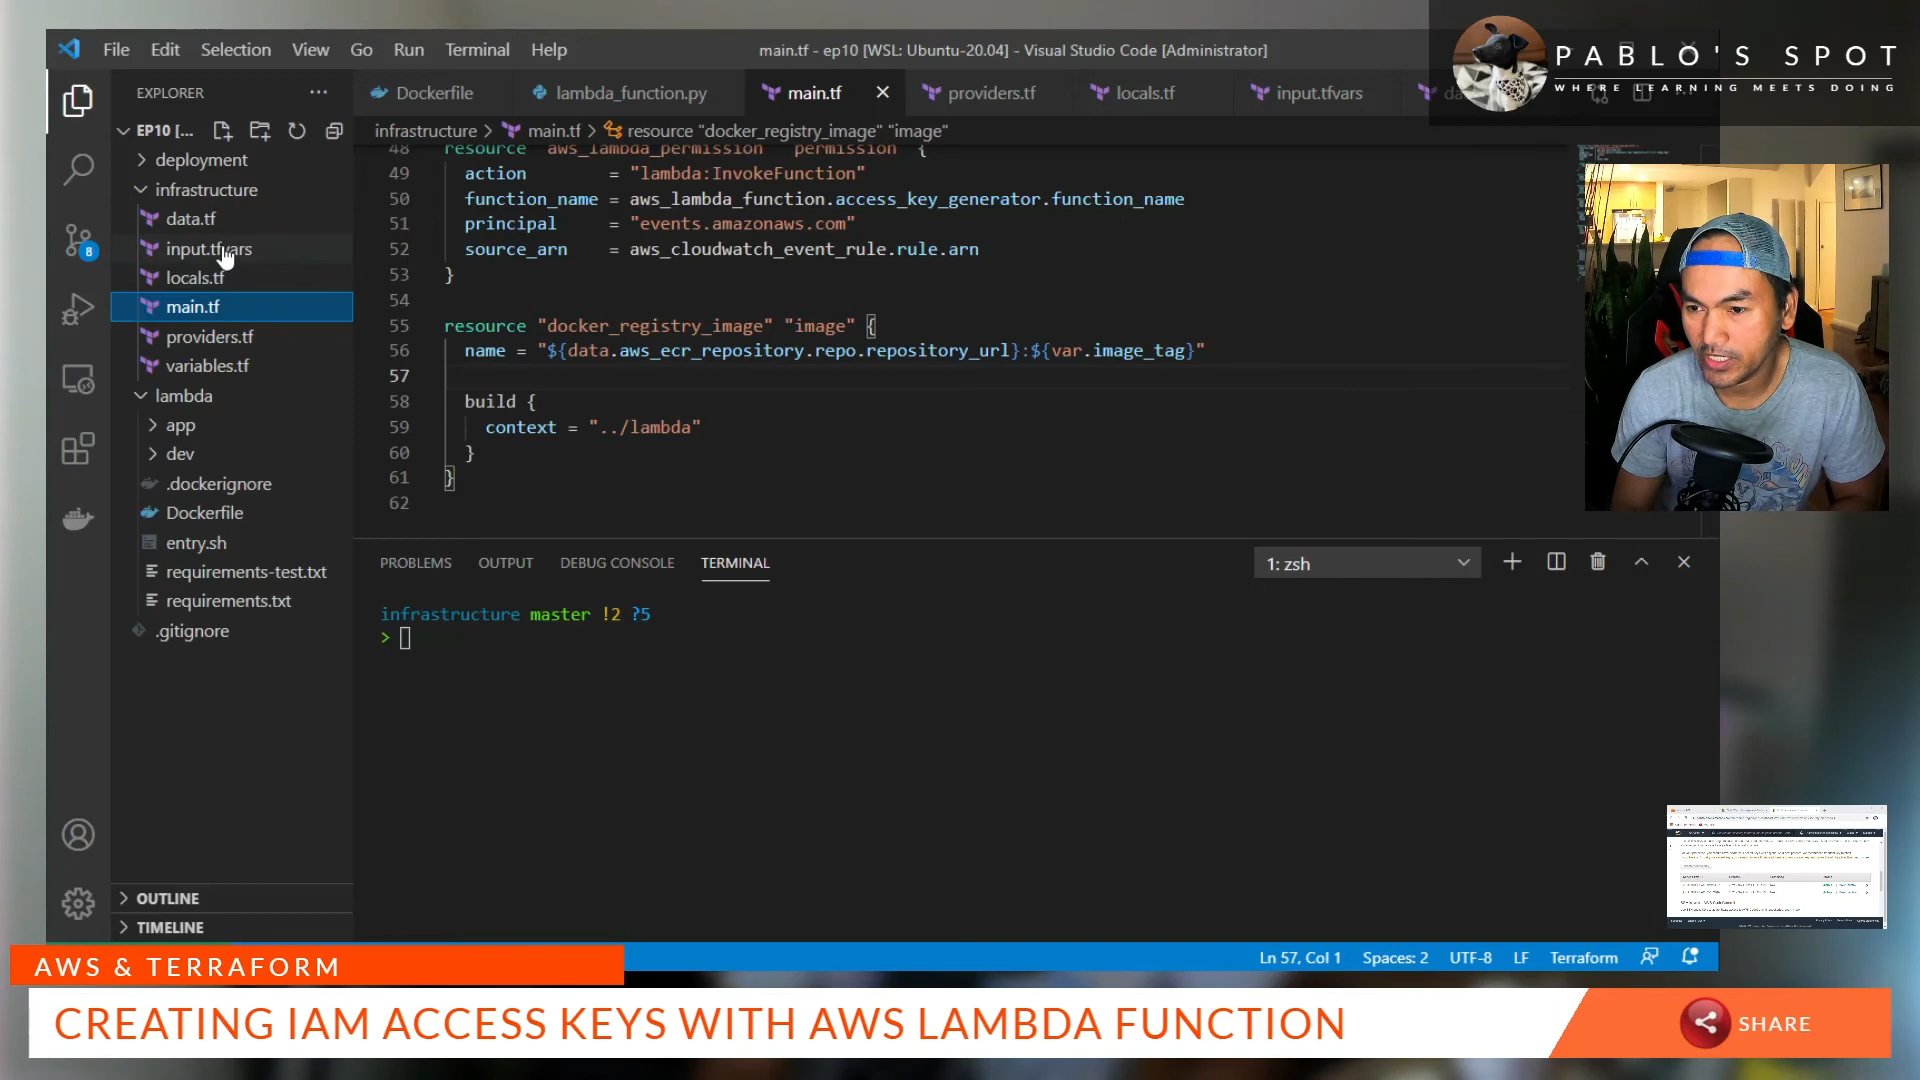 File Edit Selection View Go Run Terminal Help
main.tf - ep10 [WSL: Ubuntu-20.04] - Visual Studio Code [Administrator]
PABLO'S SPOT
WHERE LEARNING MEETS DOING
EXPLORER
Dockerfile lambda_function.py main.tf providers.tf locals.tf input.tfvars
EP10 [...
infrastructure > main.tf > resource "docker_registry_image" "image"
deployment
infrastructure
data.tf
input.tfvars
locals.tf
main.tf
providers.tf
variables.tf
lambda
app
dev
.dockerignore
Dockerfile
entry.sh
requirements-test.txt
requirements.txt
.gitignore
OUTLINE
TIMELINE
8
48 resource "aws_lambda_permission" "permission" {
49 action = "lambda:InvokeFunction"
50 function_name = aws_lambda_function.access_key_generator.function_name
51 principal = "events.amazonaws.com"
52 source_arn = aws_cloudwatch_event_rule.rule.arn
53 }
54
55 resource "docker_registry_image" "image" {
56 name = "${data.aws_ecr_repository.repo.repository_url}:${var.image_tag}"
57
58 build {
59 context = "../lambda"
60 }
61 }
62
PROBLEMS OUTPUT DEBUG CONSOLE TERMINAL
1: zsh
infrastructure master !2 ?5
>
Ln 57, Col 1 Spaces: 2 UTF-8 LF Terraform
AWS & TERRAFORM
CREATING IAM ACCESS KEYS WITH AWS LAMBDA FUNCTION
SHARE